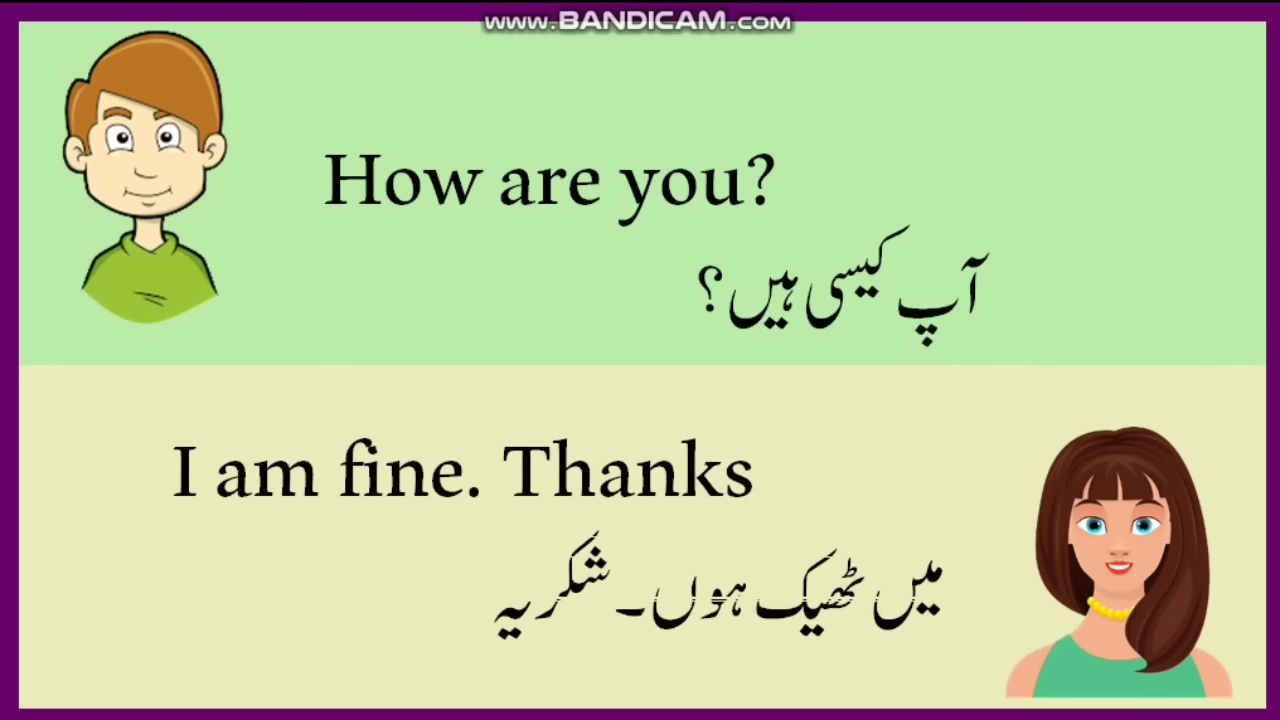 www.BANDICAM.com
How are you?
آپ کیسی ہیں؟
I am fine. Thanks
میں ٹھیک ہوں۔ شکریہ